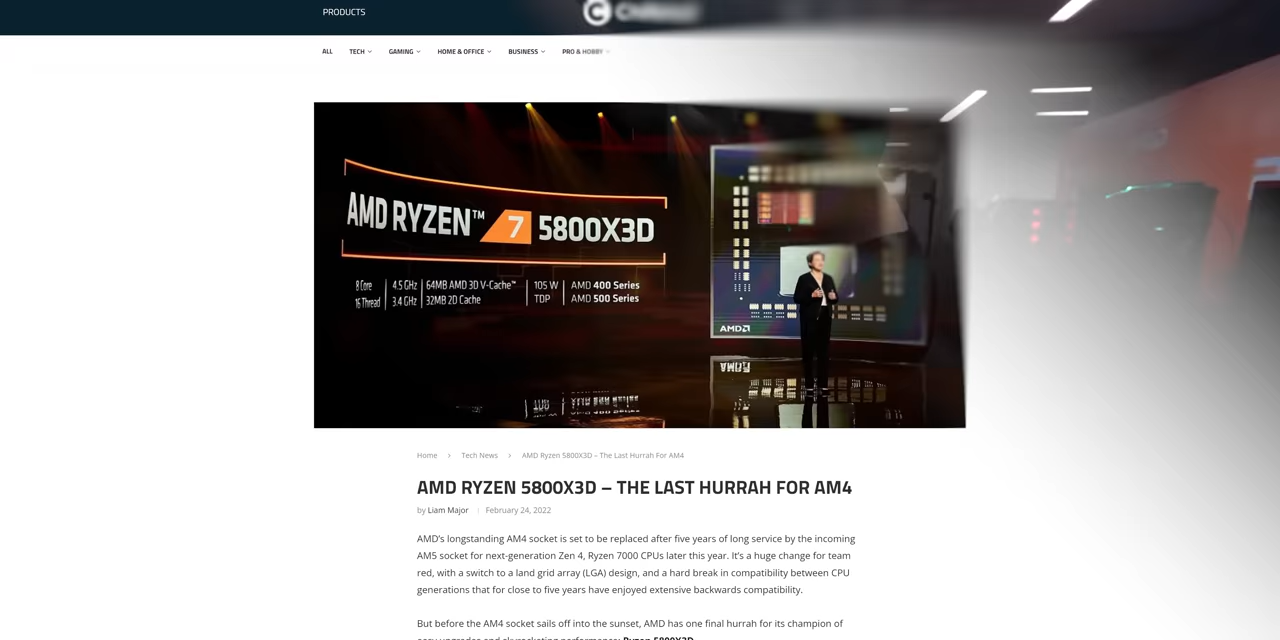 PRODUCTS
ALL TECH GAMING HOME & OFFICE BUSINESS PRO & HOBBY
AMD RYZEN™ 7 5800X3D
8 Core
16 Thread
4.5 GHz
3.4 GHz
64MB AMD 3D V-Cache™
32MB 2D Cache
105 W
TDP
AMD 400 Series
AMD 500 Series
AMD
Home > Tech News > AMD Ryzen 5800X3D – The Last Hurrah For AM4
AMD RYZEN 5800X3D – THE LAST HURRAH FOR AM4
by Liam Major | February 24, 2022
AMD's longstanding AM4 socket is set to be replaced after five years of long service by the incoming
AM5 socket for next-generation Zen 4, Ryzen 7000 CPUs later this year. It's a huge change for team
red, with a switch to a land grid array (LGA) design, and a hard break in compatibility between CPU
generations that for close to five years have enjoyed extensive backwards compatibility.
But before the AM4 socket sails off into the sunset, AMD has one final hurrah for its champion of
easy upgrades and skyrocketing performance: Ryzen 5800X3D.